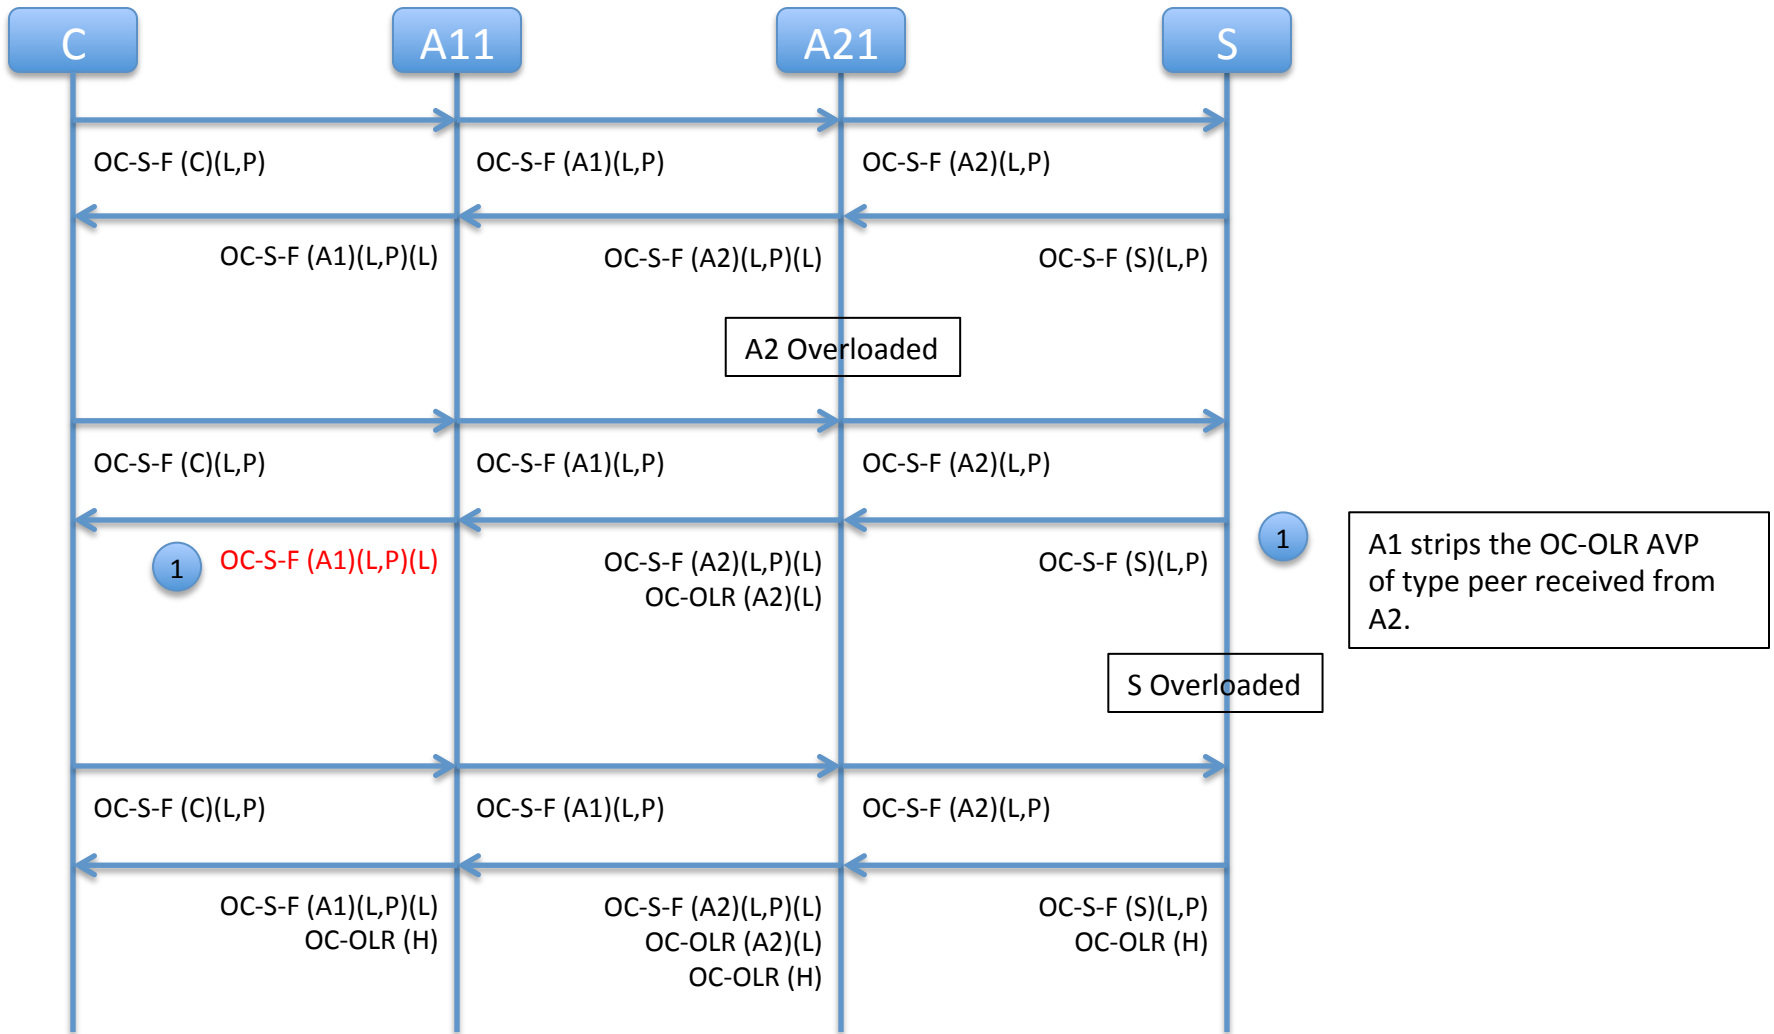 C
A11
A21
S
OC-S-F (C)(L,P)
OC-S-F (A1)(L,P)
OC-S-F (A2)(L,P)
OC-S-F (A1)(L,P)(L)
OC-S-F (A2)(L,P)(L)
OC-S-F (S)(L,P)
A2 Overloaded
OC-S-F (C)(L,P)
OC-S-F (A1)(L,P)
OC-S-F (A2)(L,P)
1
OC-S-F (A1)(L,P)(L)
OC-S-F (A2)(L,P)(L)
OC-OLR (A2)(L)
OC-S-F (S)(L,P)
1
A1 strips the OC-OLR AVP
of type peer received from
A2.
S Overloaded
OC-S-F (C)(L,P)
OC-S-F (A1)(L,P)
OC-S-F (A2)(L,P)
OC-S-F (A1)(L,P)(L)
OC-OLR (H)
OC-S-F (A2)(L,P)(L)
OC-OLR (A2)(L)
OC-OLR (H)
OC-S-F (S)(L,P)
OC-OLR (H)